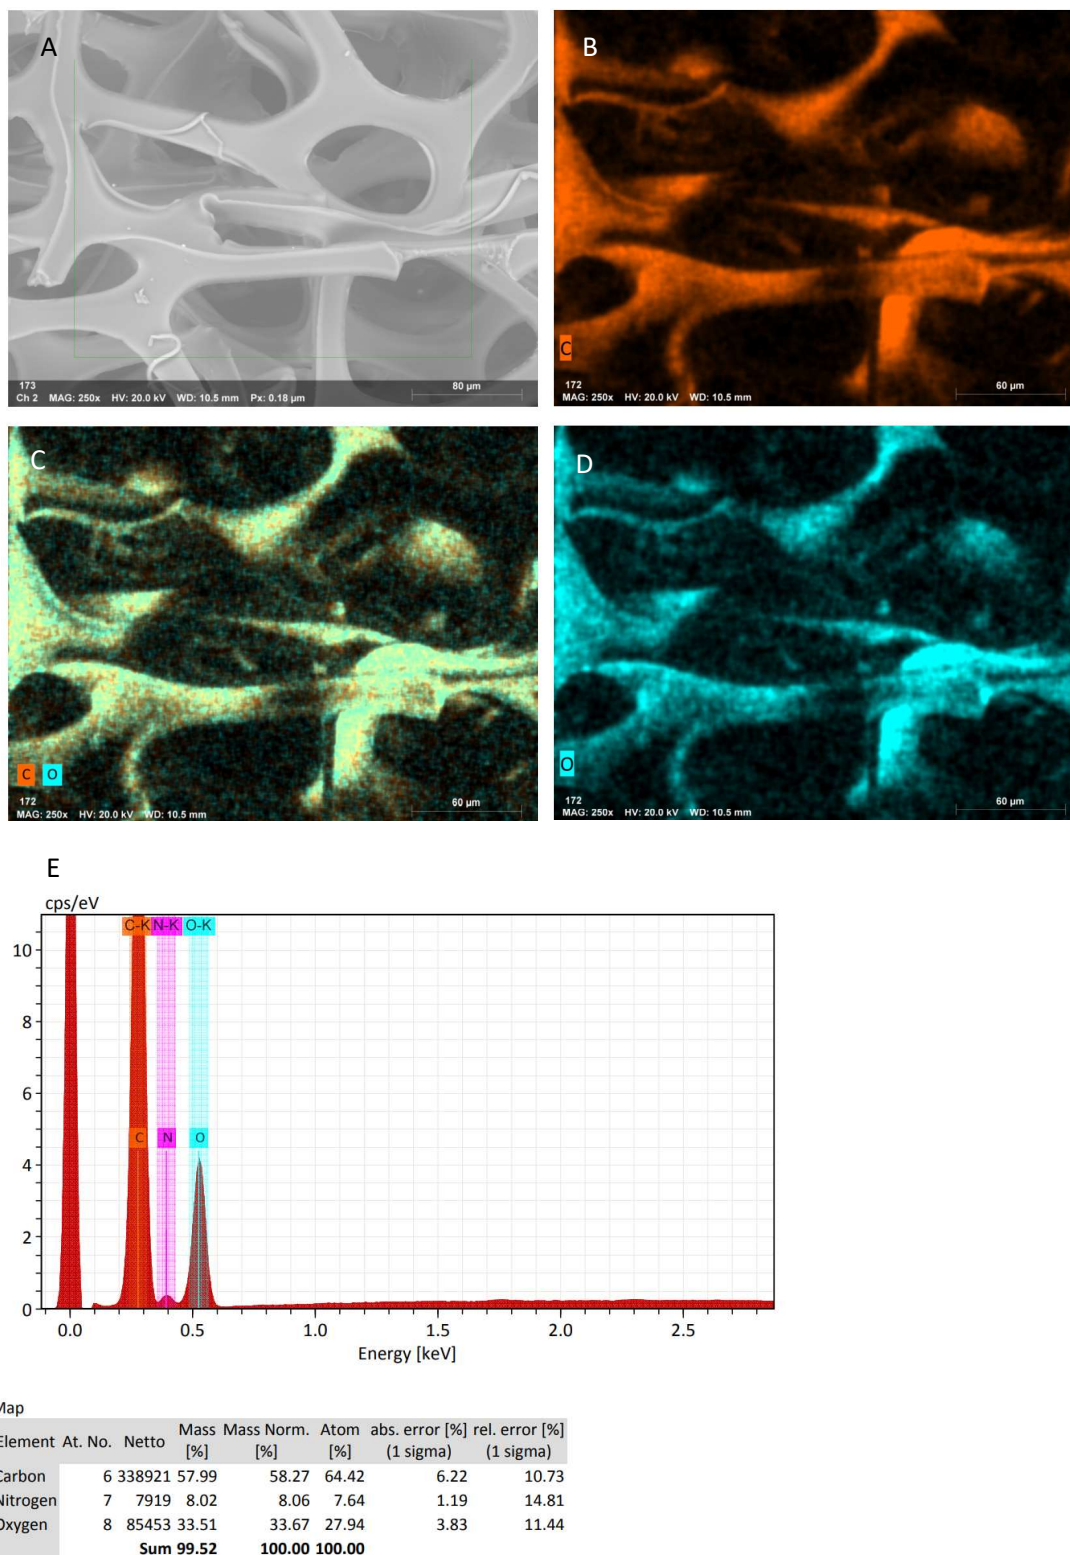 A
173
Ch 2 MAG: 250x HV: 20.0 kV WD: 10.5 mm Px: 0.18 µm
80 µm
B
C
172
MAG: 250x HV: 20.0 kV WD: 10.5 mm
60 µm
C
C O
172
MAG: 250x HV: 20.0 kV WD: 10.5 mm
60 µm
D
O
172
MAG: 250x HV: 20.0 kV WD: 10.5 mm
60 µm
E
cps/eV
C-K N-K O-K
10
8
6
C N O
4
2
0
0.0 0.5 1.0 1.5 2.0 2.5
Energy [keV]
Map
Element At. No. Netto Mass Mass Norm. Atom abs. error [%] rel. error [%]
[%] [%] [%] (1 sigma) (1 sigma)
Carbon 6 338921 57.99 58.27 64.42 6.22 10.73
Nitrogen 7 7919 8.02 8.06 7.64 1.19 14.81
Oxygen 8 85453 33.51 33.67 27.94 3.83 11.44
Sum 99.52 100.00 100.00